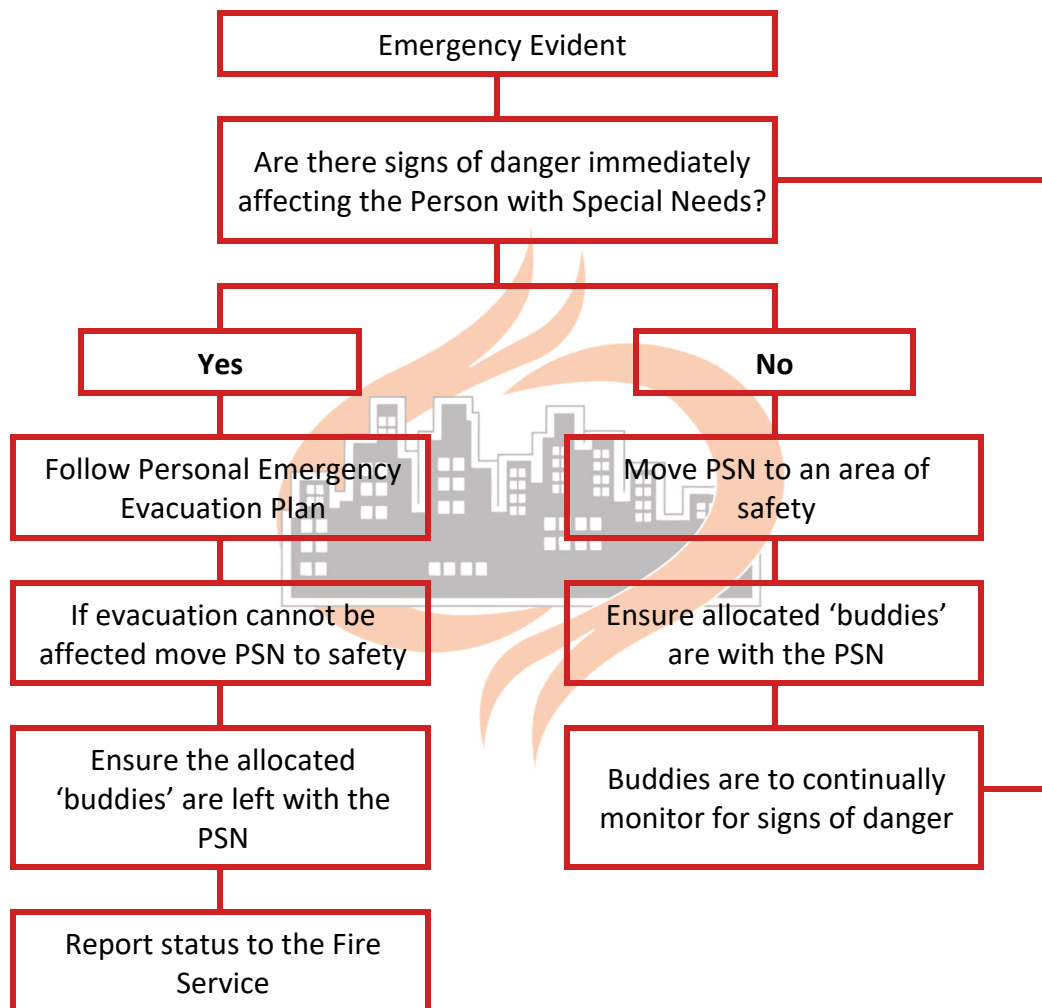 Emergency Evident
Are there signs of danger immediately
affecting the Person with Special Needs?
Yes
No
Follow Personal Emergency
Evacuation Plan
Move PSN to an area of
safety
If evacuation cannot be
affected move PSN to safety
Ensure allocated ‘buddies’
are with the PSN
Ensure the allocated
‘buddies’ are left with the
PSN
Buddies are to continually
monitor for signs of danger
Report status to the Fire
Service